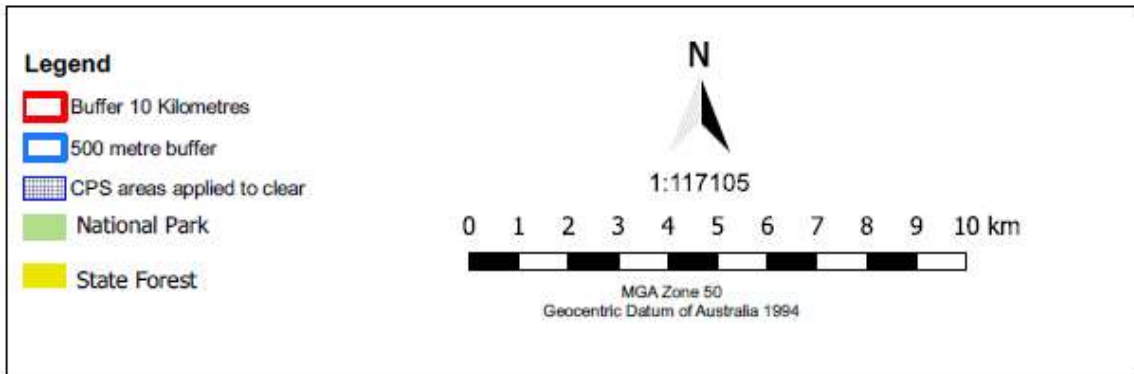 Legend
Buffer 10 Kilometres
500 metre buffer
CPS areas applied to clear
National Park
State Forest
N
1:117105
0 1 2 3 4 5 6 7 8 9 10 km
MGA Zone 50
Geocentric Datum of Australia 1994